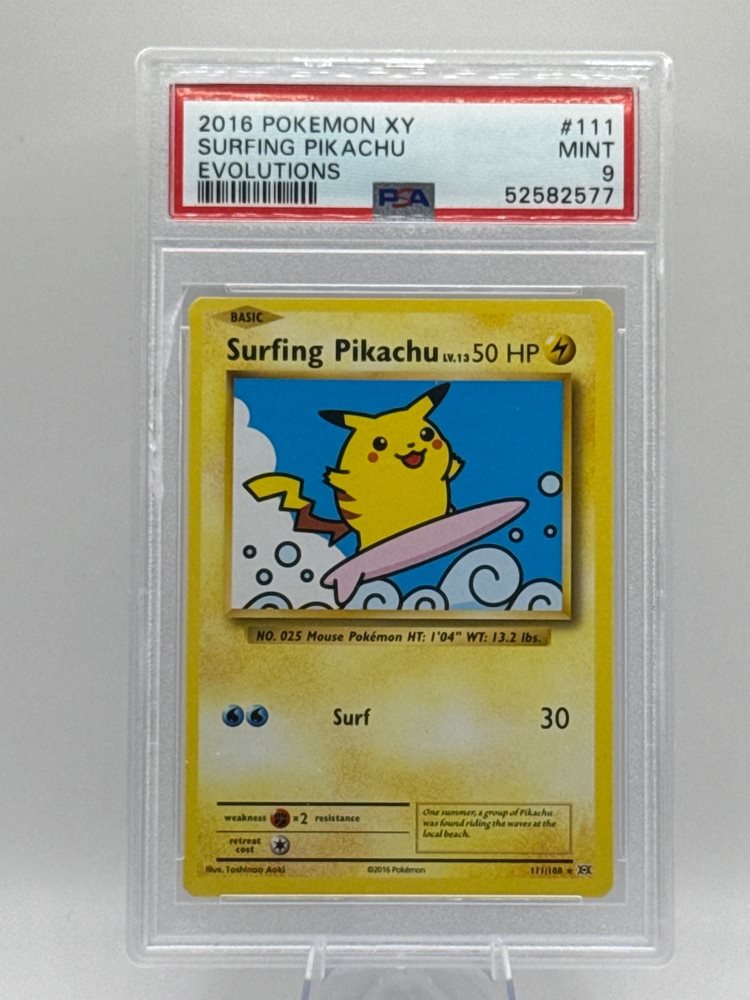 2016 POKEMON XY #111
SURFING PIKACHU MINT
EVOLUTIONS 9
PSA 52582577
BASIC
Surfing Pikachu LV.13 50 HP
NO. 025 Mouse Pokémon HT: 1'04" WT: 13.2 lbs.
Surf 30
weakness ×2 resistance
retreat
cost
One summer, a group of Pikachu
was found riding the waves at the
local beach.
Illus. Toshinao Aoki ©2016 Pokémon 111/108